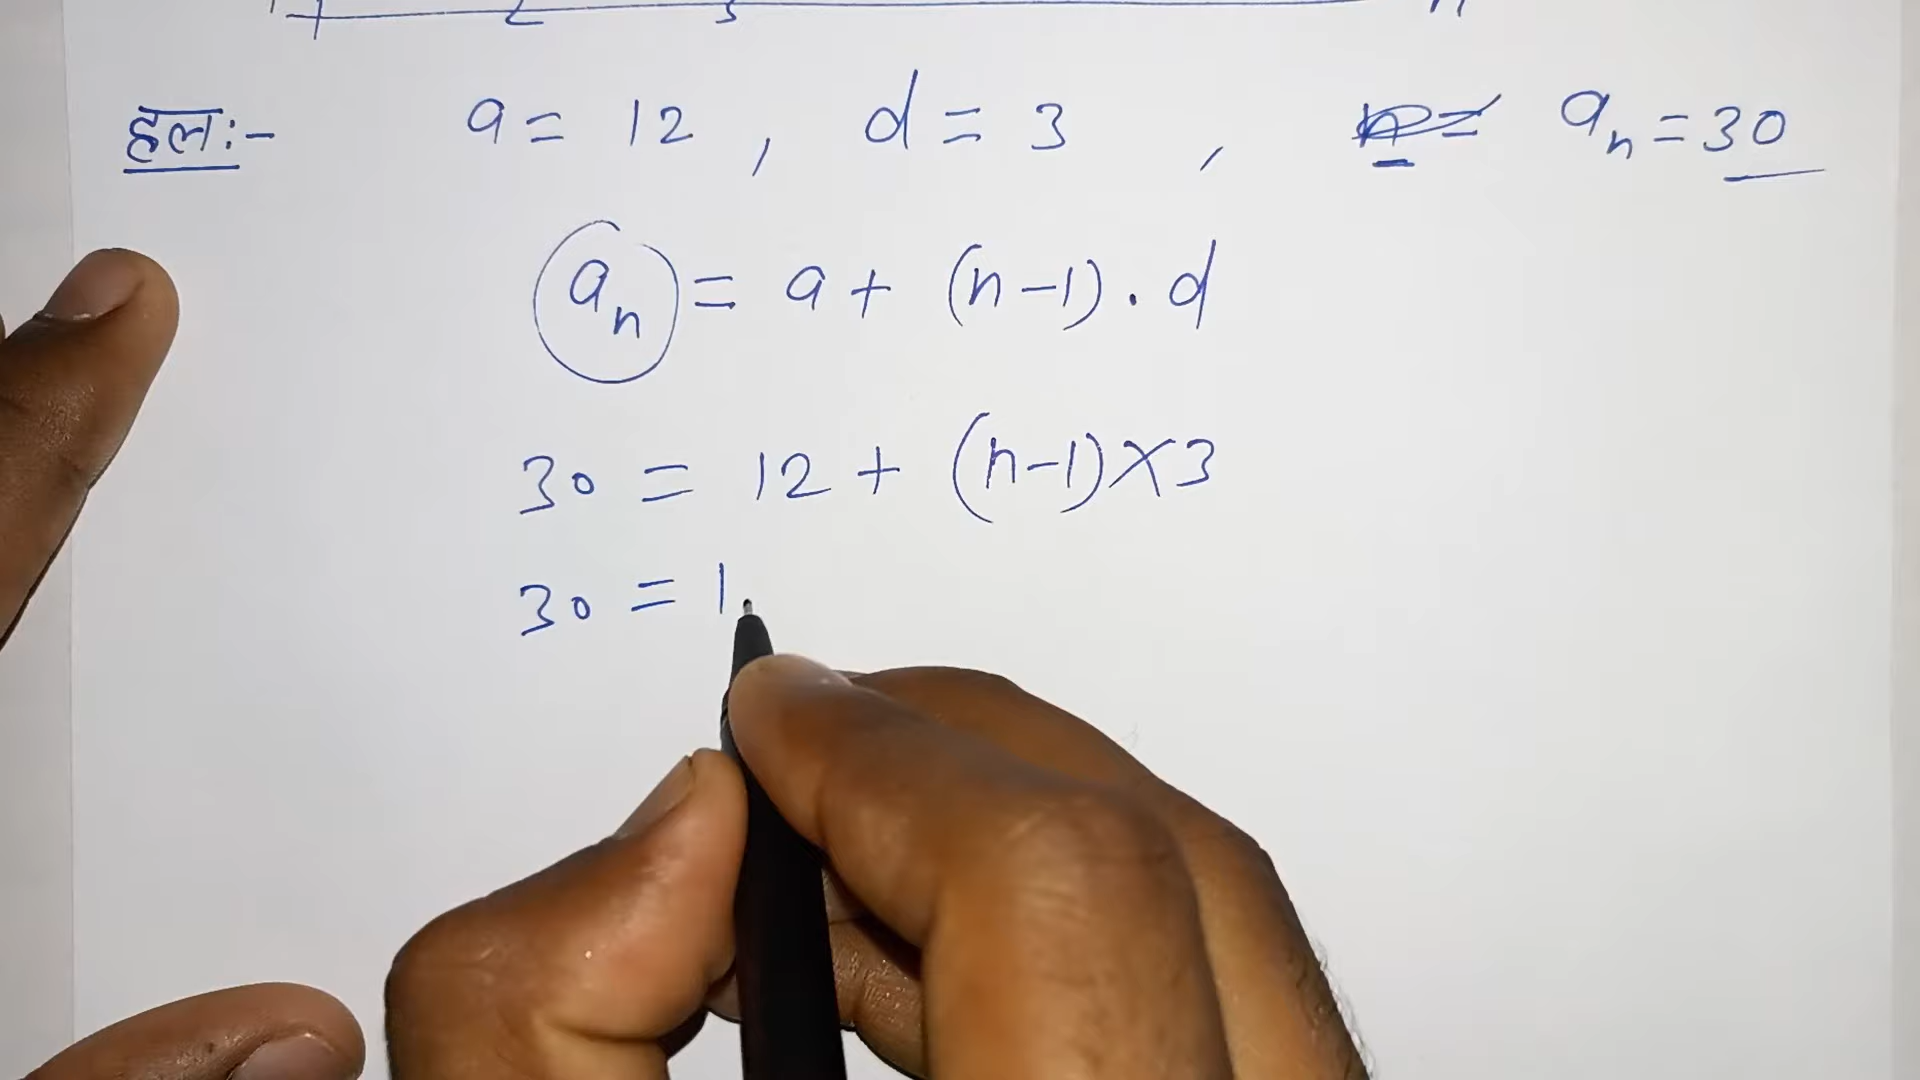 हल:- a = 12 , d = 3 , aₙ = 30
aₙ = a + (n-1) . d
30 = 12 + (n-1) × 3
30 = 1